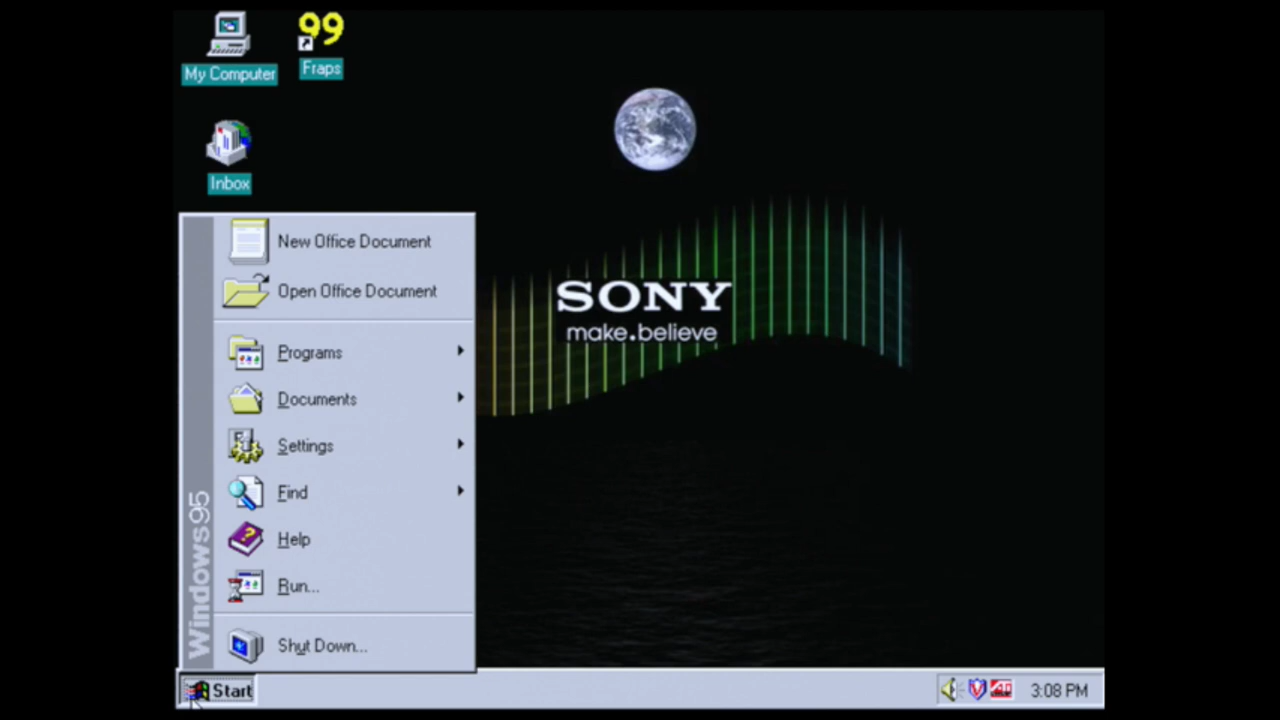 My Computer
99
Fraps
Inbox
New Office Document
Open Office Document
Programs
Documents
Settings
Find
Help
Run...
Shut Down...
Windows95
SONY
make.believe
Start
3:08 PM